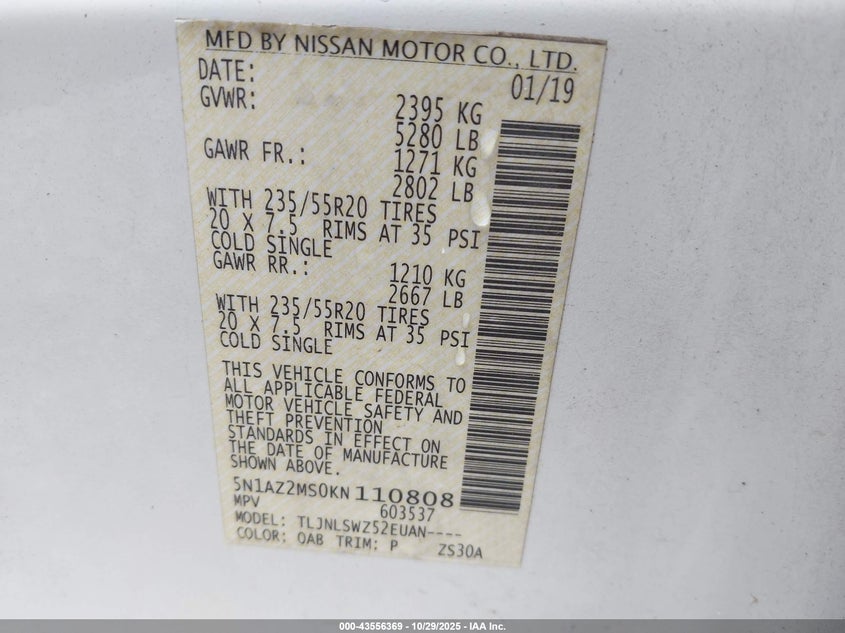 MFD BY NISSAN MOTOR CO., LTD.
DATE: 01/19
GVWR: 2395 KG
5280 LB
GAWR FR.: 1271 KG
2802 LB
WITH 235/55R20 TIRES
20 X 7.5 RIMS AT 35 PSI
COLD SINGLE
GAWR RR.: 1210 KG
2667 LB
WITH 235/55R20 TIRES
20 X 7.5 RIMS AT 35 PSI
COLD SINGLE
THIS VEHICLE CONFORMS TO
ALL APPLICABLE FEDERAL
MOTOR VEHICLE SAFETY AND
THEFT PREVENTION
STANDARDS IN EFFECT ON
THE DATE OF MANUFACTURE
SHOWN ABOVE.
5N1AZ2MS0KN110808
MPV 603537
MODEL: TLJNLSWZ52EUAN----
COLOR: OAB TRIM: P ZS30A
000-43556369 - 10/29/2025 - IAA Inc.